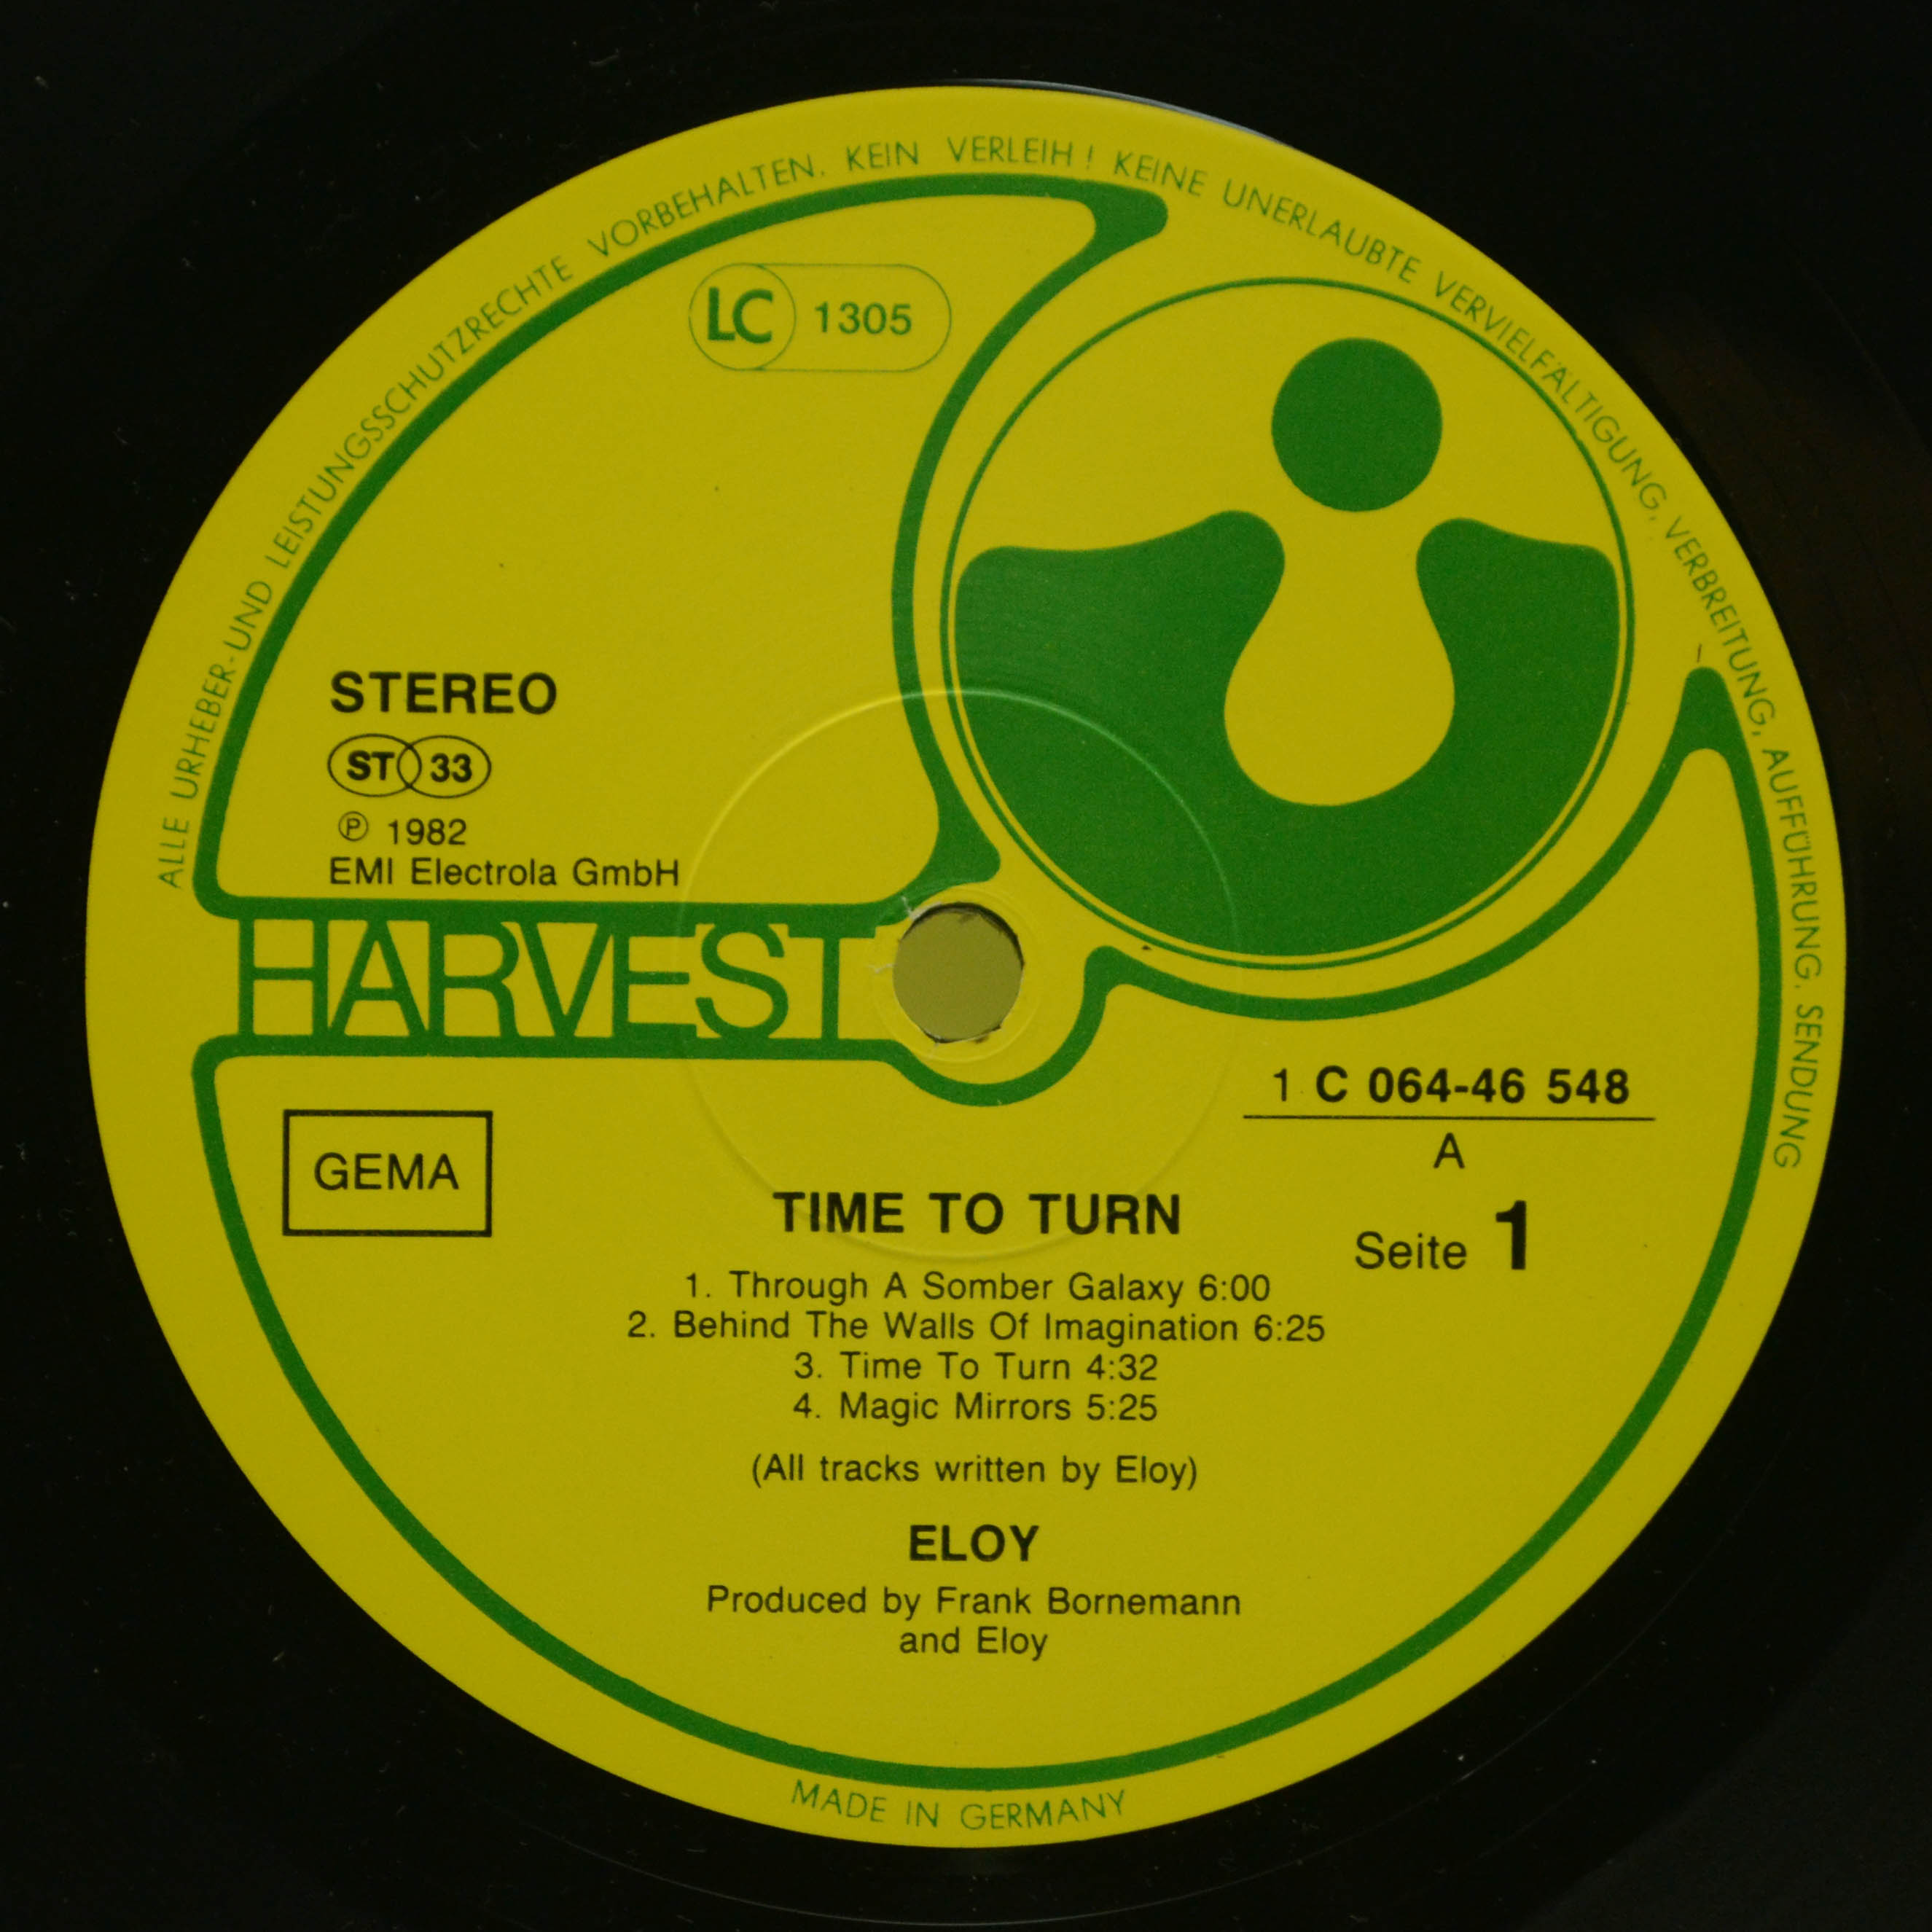 ALLE URHEBER- UND LEISTUNGSSCHUTZRECHTE VORBEHALTEN. KEIN VERLEIH! KEINE UNERLAUBTE VERVIELFÄLTIGUNG, VERBREITUNG, AUFFÜHRUNG. SENDUNG
LC 1305
STEREO
ST 33
℗ 1982
EMI Electrola GmbH
HARVEST
GEMA
1 C 064-46 548
A
Seite 1
TIME TO TURN
1. Through A Somber Galaxy 6:00
2. Behind The Walls Of Imagination 6:25
3. Time To Turn 4:32
4. Magic Mirrors 5:25
(All tracks written by Eloy)
ELOY
Produced by Frank Bornemann
and Eloy
MADE IN GERMANY